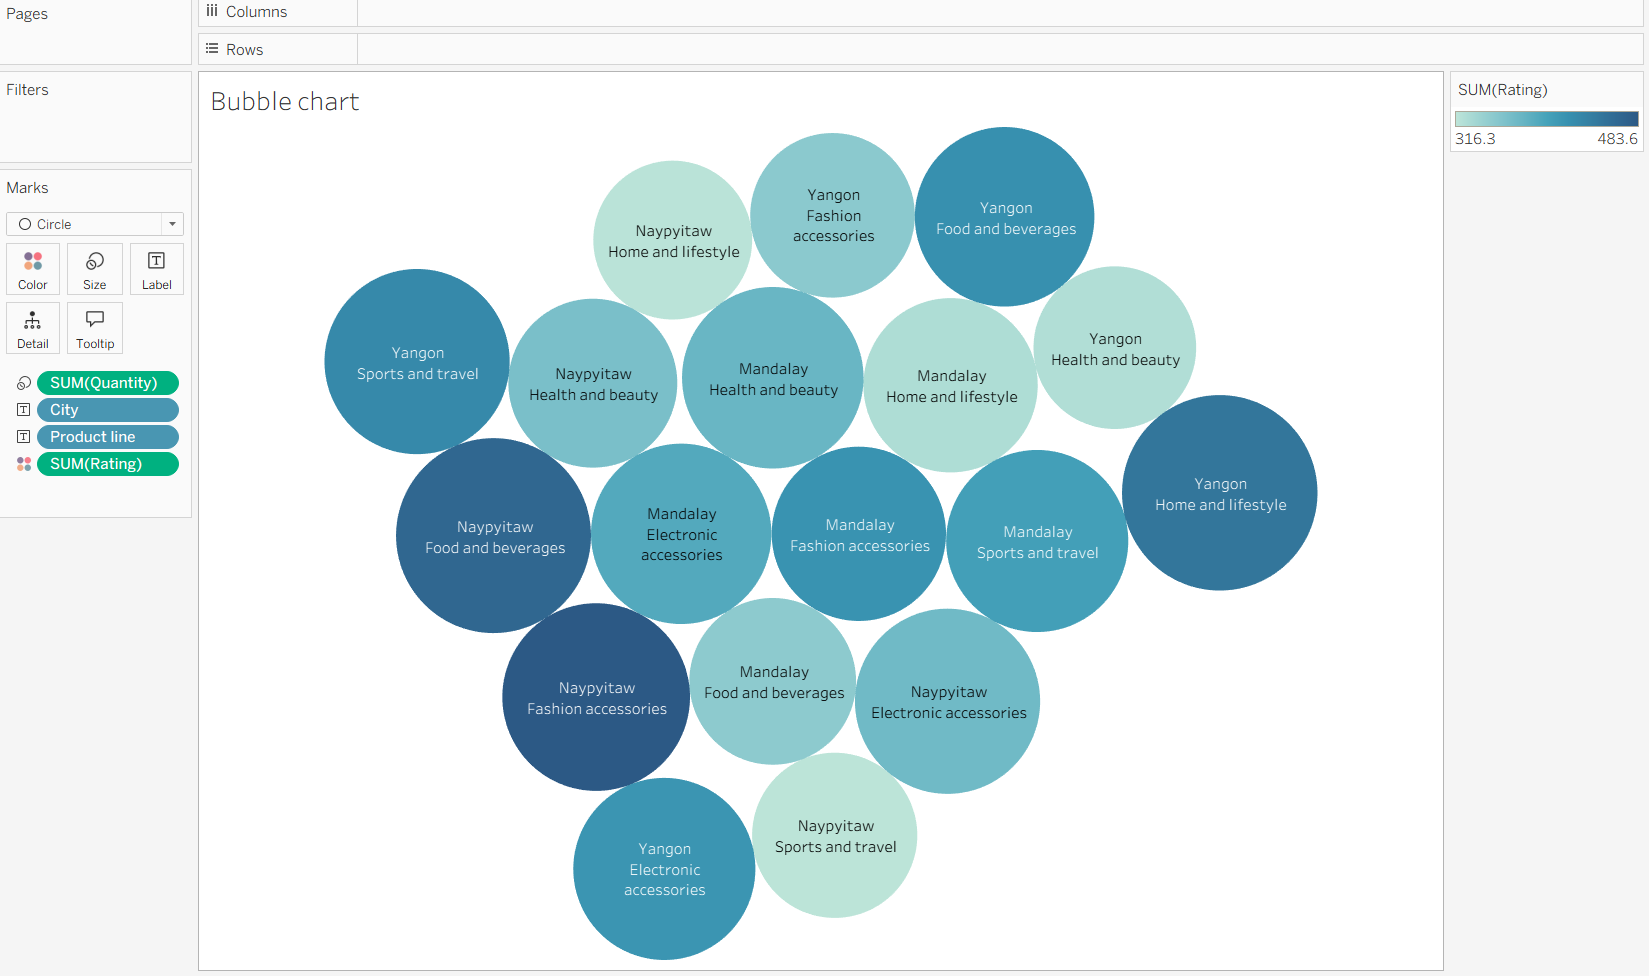 Pages
Columns
Rows
Filters
Marks
Circle
Color
Size
Label
Detail
Tooltip
SUM(Quantity)
City
Product line
SUM(Rating)
Bubble chart
Naypyitaw
Home and lifestyle
Yangon
Fashion
accessories
Yangon
Food and beverages
Yangon
Sports and travel
Naypyitaw
Health and beauty
Mandalay
Health and beauty
Mandalay
Home and lifestyle
Yangon
Health and beauty
Naypyitaw
Food and beverages
Mandalay
Electronic
accessories
Mandalay
Fashion accessories
Mandalay
Sports and travel
Yangon
Home and lifestyle
Naypyitaw
Fashion accessories
Mandalay
Food and beverages
Naypyitaw
Electronic accessories
Yangon
Electronic
accessories
Naypyitaw
Sports and travel
SUM(Rating)
316.3
483.6